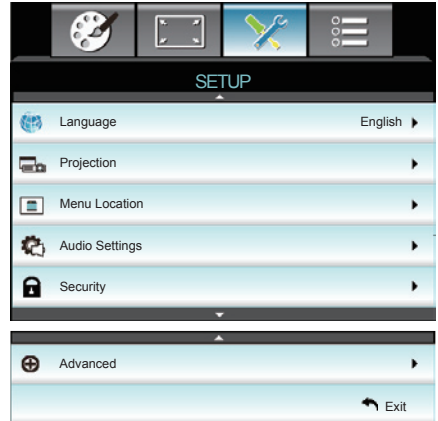 SETUP
Language English
Projection
Menu Location
Audio Settings
Security
Advanced
Exit